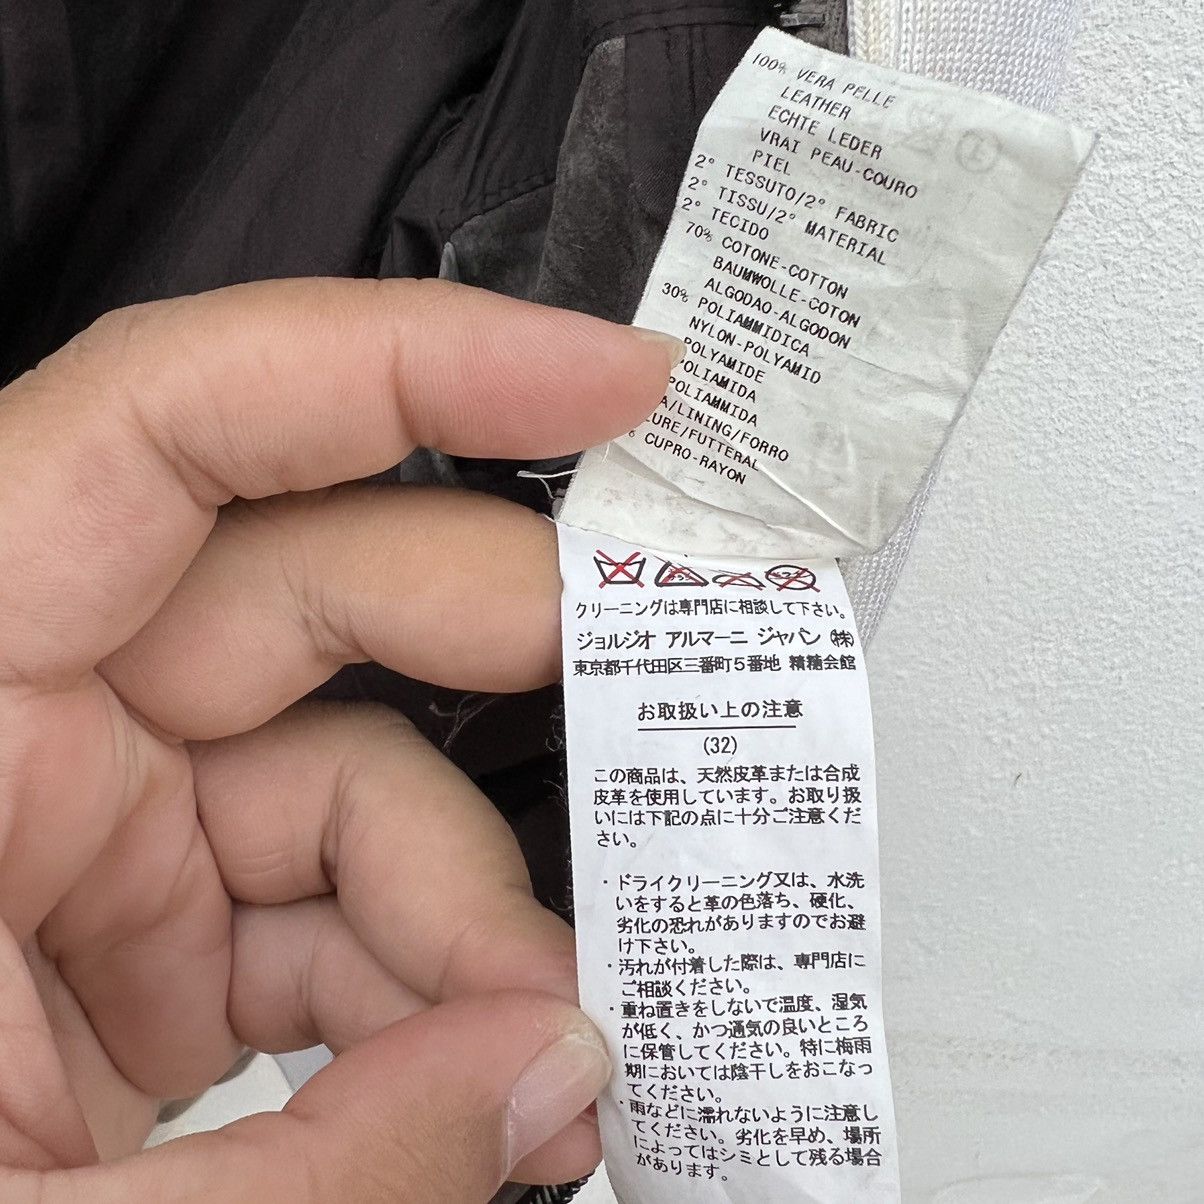 100% VERA PELLE
LEATHER
ECHTE LEDER
VRAI PEAU-COURO
PIEL
2° TESSUTO/2° FABRIC
2° TISSU/2° MATERIAL
2° TECIDO
70% COTONE-COTTON
BAUMWOLLE-COTON
ALGODAO-ALGODON
30% POLIAMMIDICA
NYLON-POLYAMID
POLYAMIDE
POLIAMIDA
POLIAMMIDA
A/LINING/FORRO
LURE/FUTTERAL
% CUPRO-RAYON
クリーニングは専門店に相談して下さい。
ジョルジオ アルマーニ ジャパン ㈱
東京都千代田区三番町5番地 精糖会館
お取扱い上の注意
(32)
この商品は、天然皮革または合成
皮革を使用しています。お取り扱
いには下記の点に十分ご注意くだ
さい。
・ドライクリーニング又は、水洗
いをすると革の色落ち、硬化、
劣化の恐れがありますのでお避
け下さい。
・汚れが付着した際は、専門店に
ご相談ください。
・重ね置きをしないで温度、湿気
が低く、かつ通気の良いところ
に保管してください。特に梅雨
期においては陰干しをおこなっ
てください。
・雨などに濡れないように注意し
てください。劣化を早め、場所
によってはシミとして残る場合
があります。